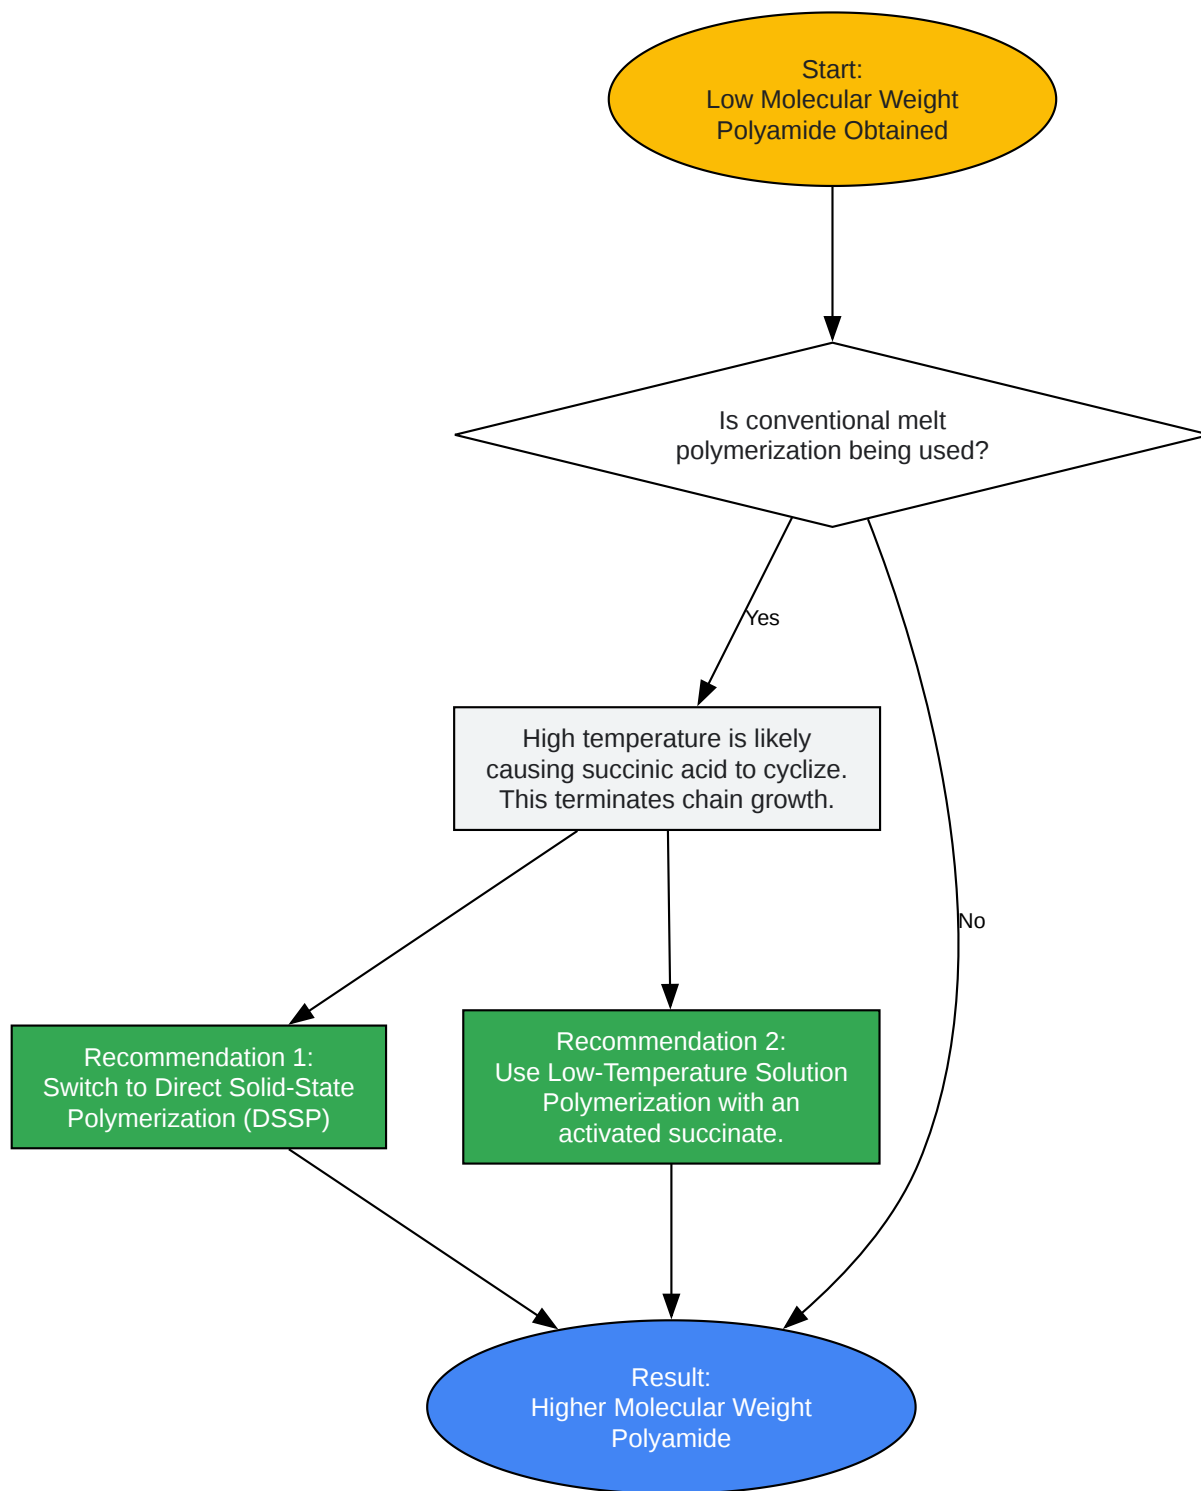 Start:
Low Molecular Weight
Polyamide Obtained
Is conventional melt
polymerization being used?
Yes
High temperature is likely
causing succinic acid to cyclize.
This terminates chain growth.
No
Recommendation 1:
Switch to Direct Solid-State
Polymerization (DSSP)
Recommendation 2:
Use Low-Temperature Solution
Polymerization with an
activated succinate.
Result:
Higher Molecular Weight
Polyamide